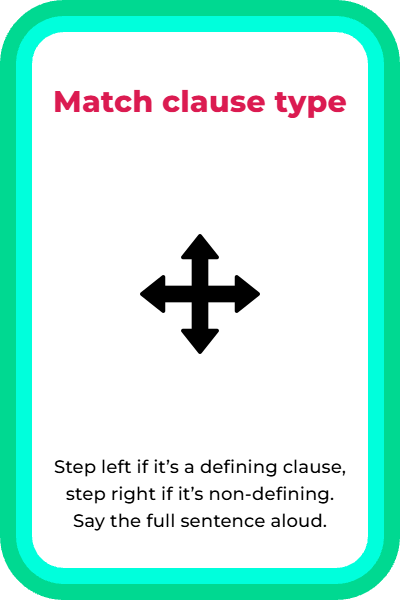 Match clause type
Step left if it’s a defining clause,
step right if it’s non-defining.
Say the full sentence aloud.